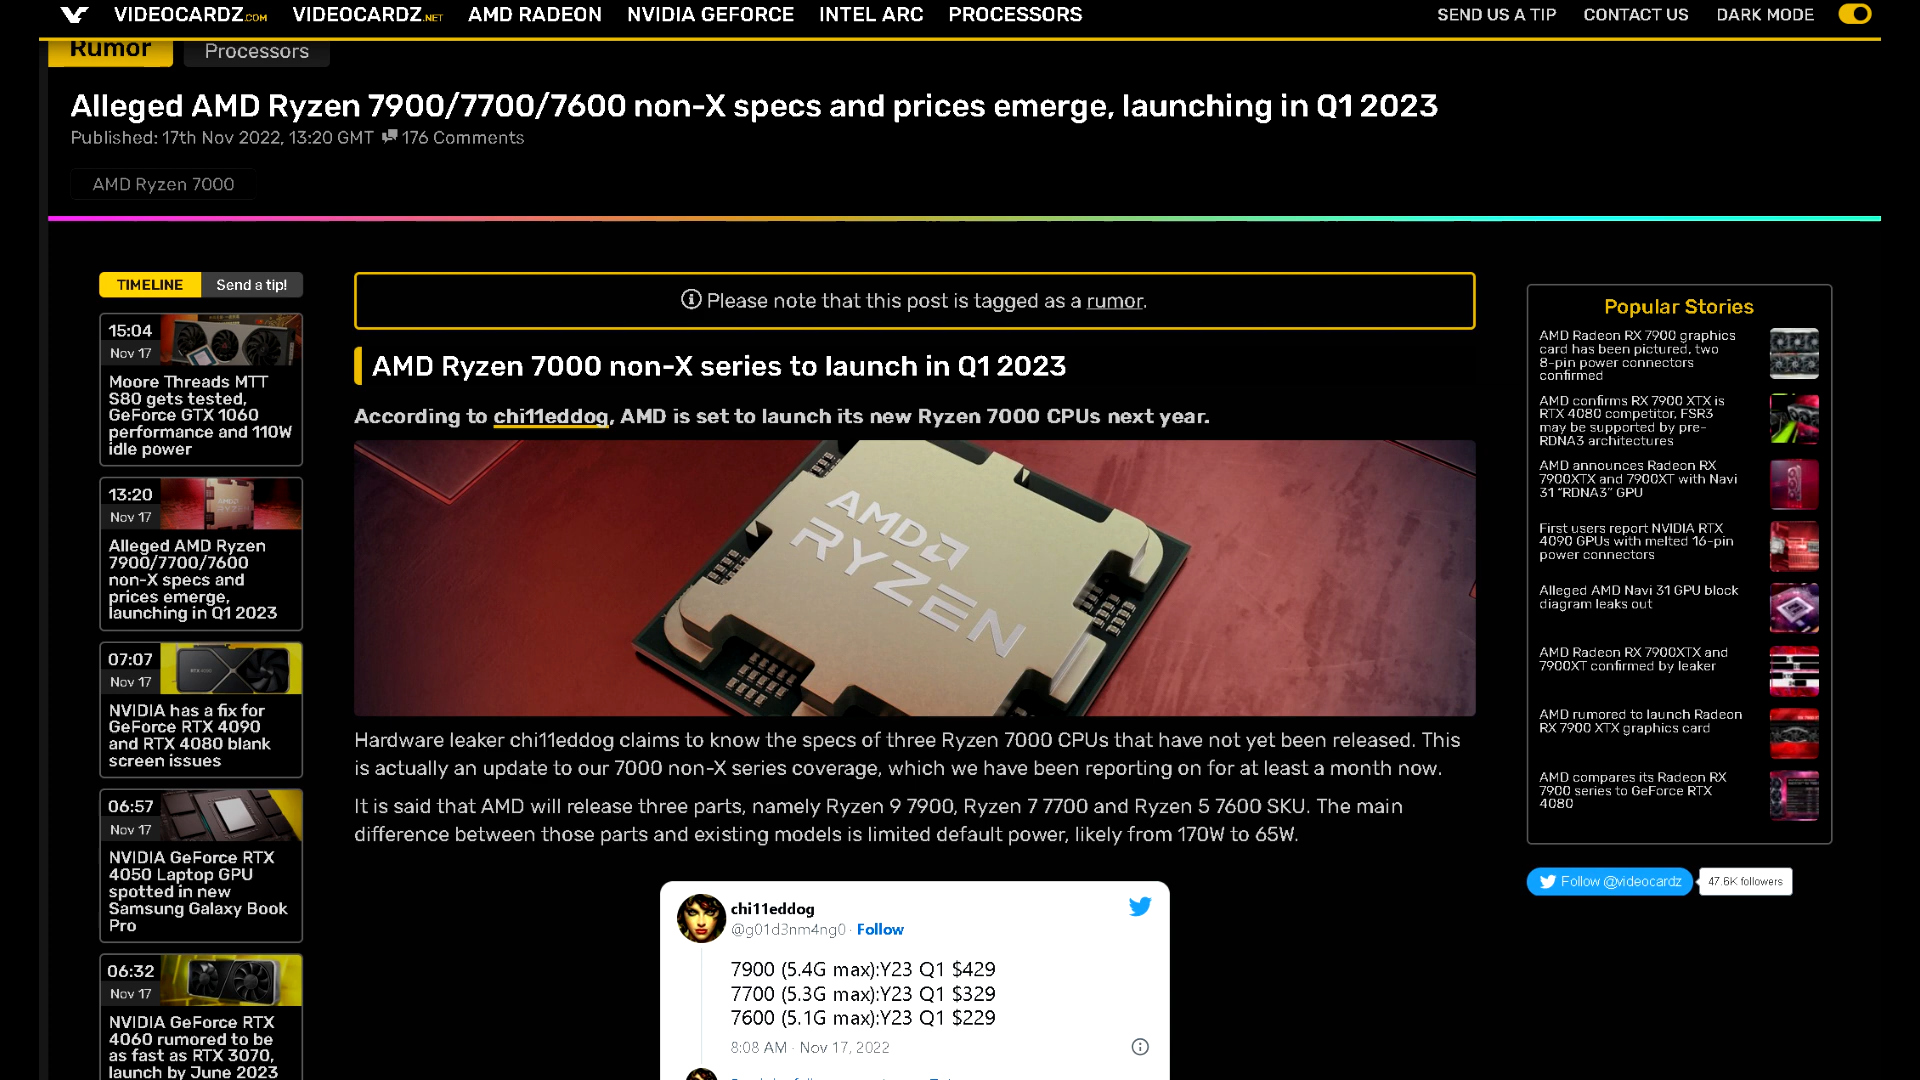 VIDEOCARDZ.COM VIDEOCARDZ.NET AMD RADEON NVIDIA GEFORCE INTEL ARC PROCESSORS SEND US A TIP CONTACT US DARK MODE
Rumor Processors
Alleged AMD Ryzen 7900/7700/7600 non-X specs and prices emerge, launching in Q1 2023
Published: 17th Nov 2022, 13:20 GMT 176 Comments
AMD Ryzen 7000
TIMELINE Send a tip!
15:04
Nov 17
Moore Threads MTT
S80 gets tested,
GeForce GTX 1060
performance and 110W
idle power
13:20
Nov 17
Alleged AMD Ryzen
7900/7700/7600
non-X specs and
prices emerge,
launching in Q1 2023
07:07
Nov 17
NVIDIA has a fix for
GeForce RTX 4090
and RTX 4080 blank
screen issues
06:57
Nov 17
NVIDIA GeForce RTX
4050 Laptop GPU
spotted in new
Samsung Galaxy Book
Pro
06:32
Nov 17
NVIDIA GeForce RTX
4060 rumored to be
as fast as RTX 3070,
launch by June 2023
Please note that this post is tagged as a rumor.
AMD Ryzen 7000 non-X series to launch in Q1 2023
According to chi11eddog, AMD is set to launch its new Ryzen 7000 CPUs next year.
AMD
RYZEN
Hardware leaker chi11eddog claims to know the specs of three Ryzen 7000 CPUs that have not yet been released. This
is actually an update to our 7000 non-X series coverage, which we have been reporting on for at least a month now.
It is said that AMD will release three parts, namely Ryzen 9 7900, Ryzen 7 7700 and Ryzen 5 7600 SKU. The main
difference between those parts and existing models is limited default power, likely from 170W to 65W.
chi11eddog
@g01d3nm4ng0 · Follow
7900 (5.4G max):Y23 Q1 $429
7700 (5.3G max):Y23 Q1 $329
7600 (5.1G max):Y23 Q1 $229
8:08 AM · Nov 17, 2022
Popular Stories
AMD Radeon RX 7900 graphics
card has been pictured, two
8-pin power connectors
confirmed
AMD confirms RX 7900 XTX is
RTX 4080 competitor, FSR3
may be supported by pre-
RDNA3 architectures
AMD announces Radeon RX
7900XTX and 7900XT with Navi
31 “RDNA3” GPU
First users report NVIDIA RTX
4090 GPUs with melted 16-pin
power connectors
Alleged AMD Navi 31 GPU block
diagram leaks out
AMD Radeon RX 7900XTX and
7900XT confirmed by leaker
AMD rumored to launch Radeon
RX 7900 XTX graphics card
AMD compares its Radeon RX
7900 series to GeForce RTX
4080
Follow @videocardz 47.6K followers